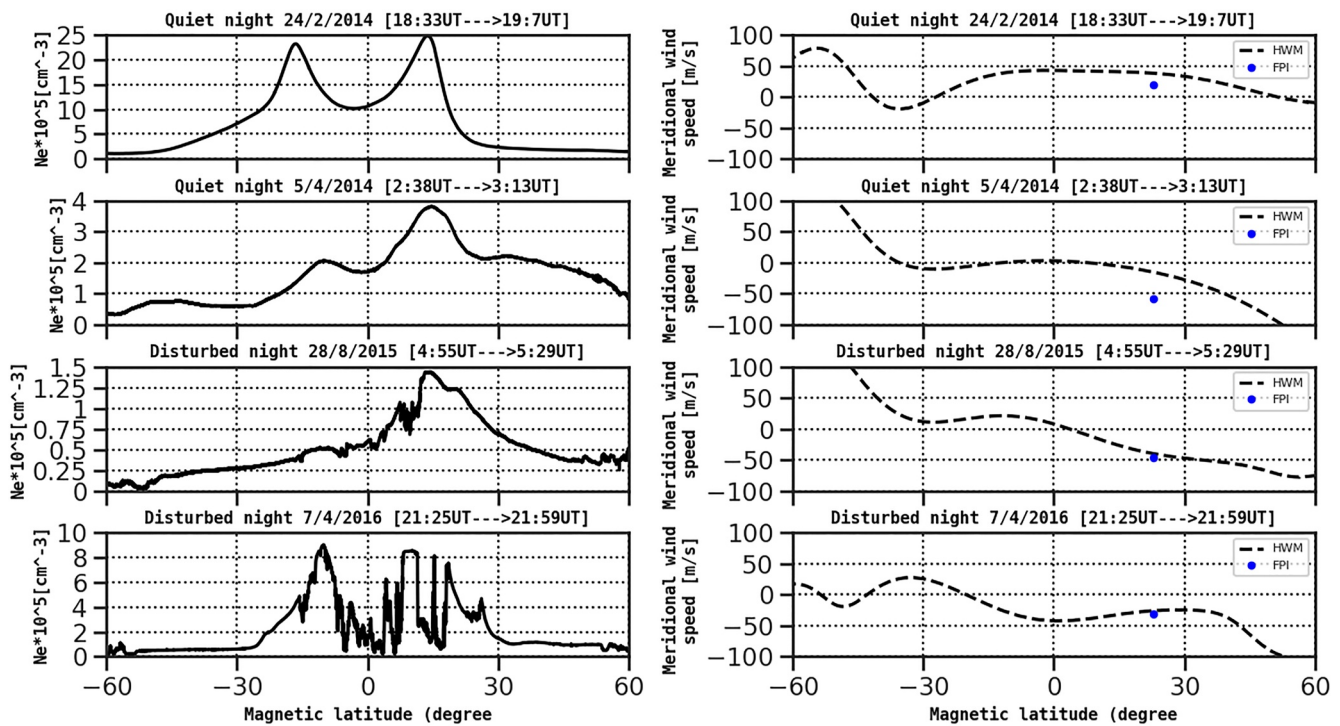 Quiet night 24/2/2014 [18:33UT--->19:7UT]
Ne*10^5[cm^-3]
25
20
15
10
5
0
Quiet night 24/2/2014 [18:33UT--->19:7UT]
Meridional wind
speed [m/s]
100
50
0
−50
−100
HWM
FPI
Quiet night 5/4/2014 [2:38UT--->3:13UT]
Ne*10^5[cm^-3]
4
3
2
1
0
Quiet night 5/4/2014 [2:38UT--->3:13UT]
Meridional wind
speed [m/s]
100
50
0
−50
−100
HWM
FPI
Disturbed night 28/8/2015 [4:55UT--->5:29UT]
Ne*10^5[cm^-3]
1.5
1.25
1
0.75
0.5
0.25
0
Disturbed night 28/8/2015 [4:55UT--->5:29UT]
Meridional wind
speed [m/s]
100
50
0
−50
−100
HWM
FPI
Disturbed night 7/4/2016 [21:25UT--->21:59UT]
Ne*10^5[cm^-3]
10
8
6
4
2
0
−60 −30 0 30 60
Magnetic latitude (degree
Disturbed night 7/4/2016 [21:25UT--->21:59UT]
Meridional wind
speed [m/s]
100
50
0
−50
−100
HWM
FPI
−60 −30 0 30 60
Magnetic latitude (degree